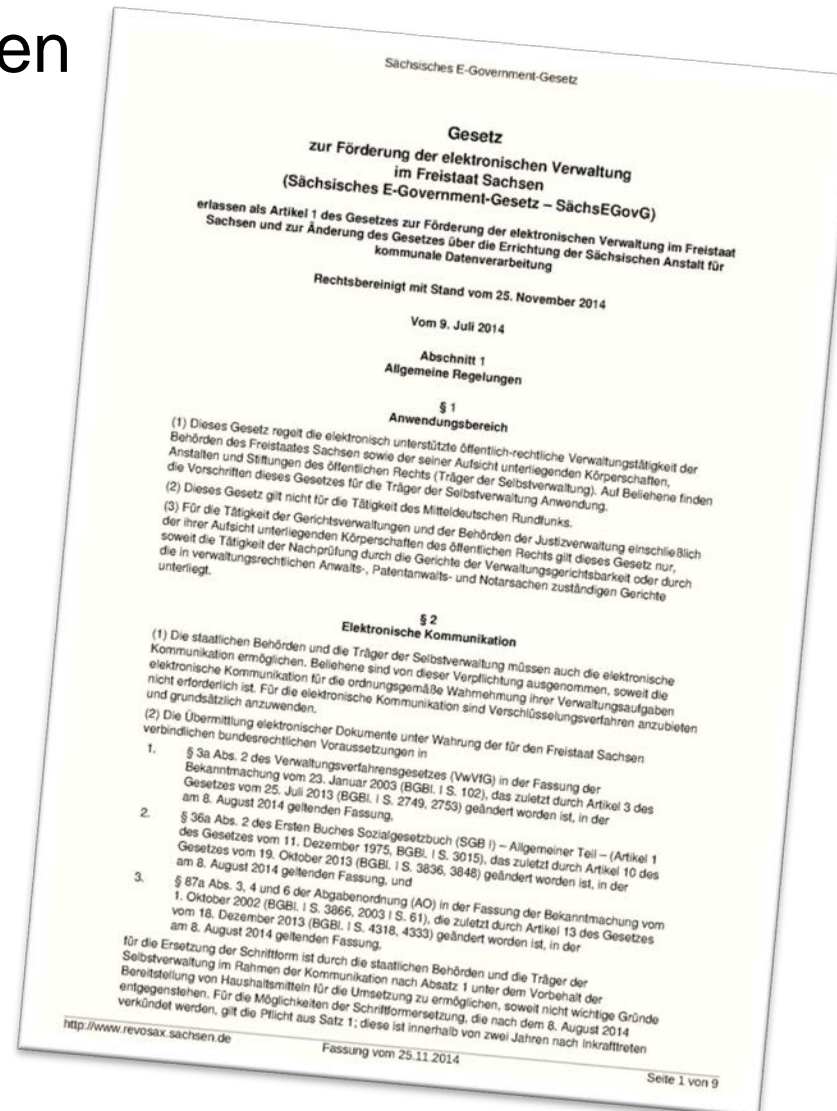 en
Sächsisches E-Government-Gesetz
Gesetz
zur Förderung der elektronischen Verwaltung
im Freistaat Sachsen
(Sächsisches E-Government-Gesetz – SächsEGovG)
erlassen als Artikel 1 des Gesetzes zur Förderung der elektronischen Verwaltung im Freistaat
Sachsen und zur Änderung des Gesetzes über die Errichtung der Sächsischen Anstalt für
kommunale Datenverarbeitung
Rechtsbereinigt mit Stand vom 25. November 2014
Vom 9. Juli 2014
Abschnitt 1
Allgemeine Regelungen
§ 1
Anwendungsbereich
(1) Dieses Gesetz regelt die elektronisch unterstützte öffentlich-rechtliche Verwaltungstätigkeit der
Behörden des Freistaates Sachsen sowie der seiner Aufsicht unterliegenden Körperschaften,
Anstalten und Stiftungen des öffentlichen Rechts (Träger der Selbstverwaltung). Auf Beliehene finden
die Vorschriften dieses Gesetzes für die Träger der Selbstverwaltung Anwendung.
(2) Dieses Gesetz gilt nicht für die Tätigkeit des Mitteldeutschen Rundfunks.
(3) Für die Tätigkeit der Gerichtsverwaltungen und der Behörden der Justizverwaltung einschließlich
der ihrer Aufsicht unterliegenden Körperschaften des öffentlichen Rechts gilt dieses Gesetz nur,
soweit die Tätigkeit der Nachprüfung durch die Gerichte der Verwaltungsgerichtsbarkeit oder durch
die in verwaltungsrechtlichen Anwalts-, Patentanwalts- und Notarsachen zuständigen Gerichte
unterliegt.
§ 2
Elektronische Kommunikation
(1) Die staatlichen Behörden und die Träger der Selbstverwaltung müssen auch die elektronische
Kommunikation ermöglichen. Beliehene sind von dieser Verpflichtung ausgenommen, soweit die
elektronische Kommunikation für die ordnungsgemäße Wahrnehmung ihrer Verwaltungsaufgaben
nicht erforderlich ist. Für die elektronische Kommunikation sind Verschlüsselungsverfahren anzubieten
und grundsätzlich anzuwenden.
(2) Die Übermittlung elektronischer Dokumente unter Wahrung der für den Freistaat Sachsen
verbindlichen bundesrechtlichen Voraussetzungen in
1. § 3a Abs. 2 des Verwaltungsverfahrensgesetzes (VwVfG) in der Fassung der
Bekanntmachung vom 23. Januar 2003 (BGBl. I S. 102), das zuletzt durch Artikel 3 des
Gesetzes vom 25. Juli 2013 (BGBl. I S. 2749, 2753) geändert worden ist, in der
am 8. August 2014 geltenden Fassung,
2. § 36a Abs. 2 des Ersten Buches Sozialgesetzbuch (SGB I) – Allgemeiner Teil – (Artikel 1
des Gesetzes vom 11. Dezember 1975, BGBl. I S. 3015), das zuletzt durch Artikel 10 des
Gesetzes vom 19. Oktober 2013 (BGBl. I S. 3836, 3848) geändert worden ist, in der
am 8. August 2014 geltenden Fassung, und
3. § 87a Abs. 3, 4 und 6 der Abgabenordnung (AO) in der Fassung der Bekanntmachung vom
1. Oktober 2002 (BGBl. I S. 3866, 2003 I S. 61), die zuletzt durch Artikel 13 des Gesetzes
vom 18. Dezember 2013 (BGBl. I S. 4318, 4333) geändert worden ist, in der
am 8. August 2014 geltenden Fassung,
für die Ersetzung der Schriftform ist durch die staatlichen Behörden und die Träger der
Selbstverwaltung im Rahmen der Kommunikation nach Absatz 1 unter dem Vorbehalt der
Bereitstellung von Haushaltsmitteln für die Umsetzung zu ermöglichen, soweit nicht wichtige Gründe
entgegenstehen. Für die Möglichkeiten der Schriftformersetzung, die nach dem 8. August 2014
verkündet werden, gilt die Pflicht aus Satz 1; diese ist innerhalb von zwei Jahren nach Inkrafttreten
http://www.revosax.sachsen.de
Fassung vom 25.11.2014
Seite 1 von 9